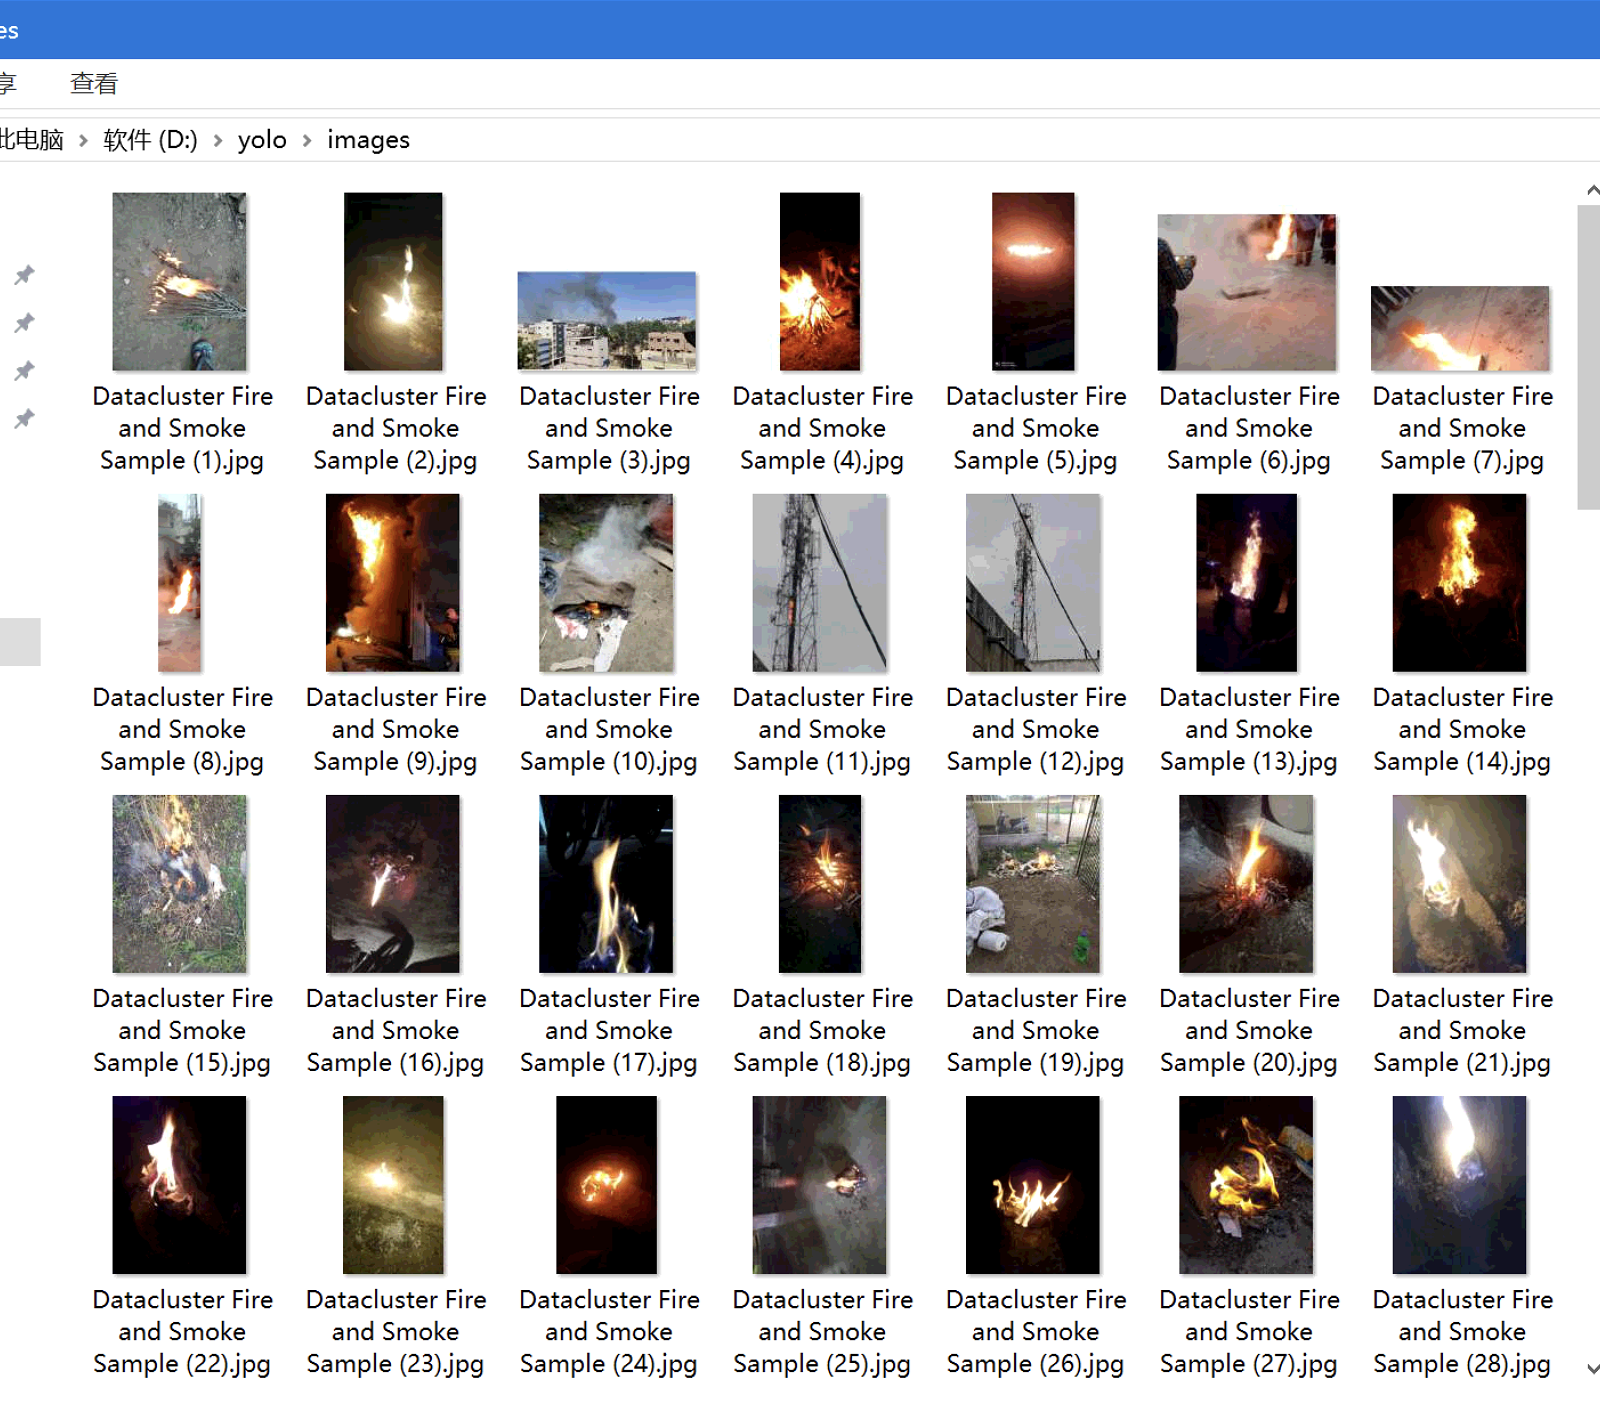 es
享 查看
此电脑 › 软件 (D:) › yolo › images
Datacluster Fire and Smoke Sample (1).jpg
Datacluster Fire and Smoke Sample (2).jpg
Datacluster Fire and Smoke Sample (3).jpg
Datacluster Fire and Smoke Sample (4).jpg
Datacluster Fire and Smoke Sample (5).jpg
Datacluster Fire and Smoke Sample (6).jpg
Datacluster Fire and Smoke Sample (7).jpg
Datacluster Fire and Smoke Sample (8).jpg
Datacluster Fire and Smoke Sample (9).jpg
Datacluster Fire and Smoke Sample (10).jpg
Datacluster Fire and Smoke Sample (11).jpg
Datacluster Fire and Smoke Sample (12).jpg
Datacluster Fire and Smoke Sample (13).jpg
Datacluster Fire and Smoke Sample (14).jpg
Datacluster Fire and Smoke Sample (15).jpg
Datacluster Fire and Smoke Sample (16).jpg
Datacluster Fire and Smoke Sample (17).jpg
Datacluster Fire and Smoke Sample (18).jpg
Datacluster Fire and Smoke Sample (19).jpg
Datacluster Fire and Smoke Sample (20).jpg
Datacluster Fire and Smoke Sample (21).jpg
Datacluster Fire and Smoke Sample (22).jpg
Datacluster Fire and Smoke Sample (23).jpg
Datacluster Fire and Smoke Sample (24).jpg
Datacluster Fire and Smoke Sample (25).jpg
Datacluster Fire and Smoke Sample (26).jpg
Datacluster Fire and Smoke Sample (27).jpg
Datacluster Fire and Smoke Sample (28).jpg